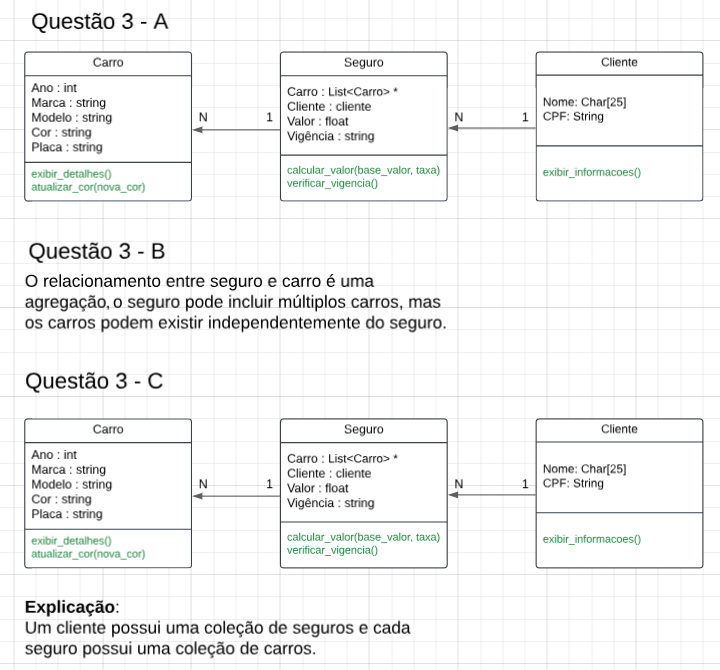 Questão 3 - A
Carro
Ano : int
Marca : string
Modelo : string
Cor : string
Placa : string
exibir_detalhes()
atualizar_cor(nova_cor)
N
1
Seguro
Carro : List<Carro> *
Cliente : cliente
Valor : float
Vigência : string
calcular_valor(base_valor, taxa)
verificar_vigencia()
N
1
Cliente
Nome: Char[25]
CPF: String
exibir_informacoes()
Questão 3 - B
O relacionamento entre seguro e carro é uma
agregação, o seguro pode incluir múltiplos carros, mas
os carros podem existir independentemente do seguro.
Questão 3 - C
Carro
Ano : int
Marca : string
Modelo : string
Cor : string
Placa : string
exibir_detalhes()
atualizar_cor(nova_cor)
N
1
Seguro
Carro : List<Carro> *
Cliente : cliente
Valor : float
Vigência : string
calcular_valor(base_valor, taxa)
verificar_vigencia()
N
1
Cliente
Nome: Char[25]
CPF: String
exibir_informacoes()
Explicação:
Um cliente possui uma coleção de seguros e cada
seguro possui uma coleção de carros.